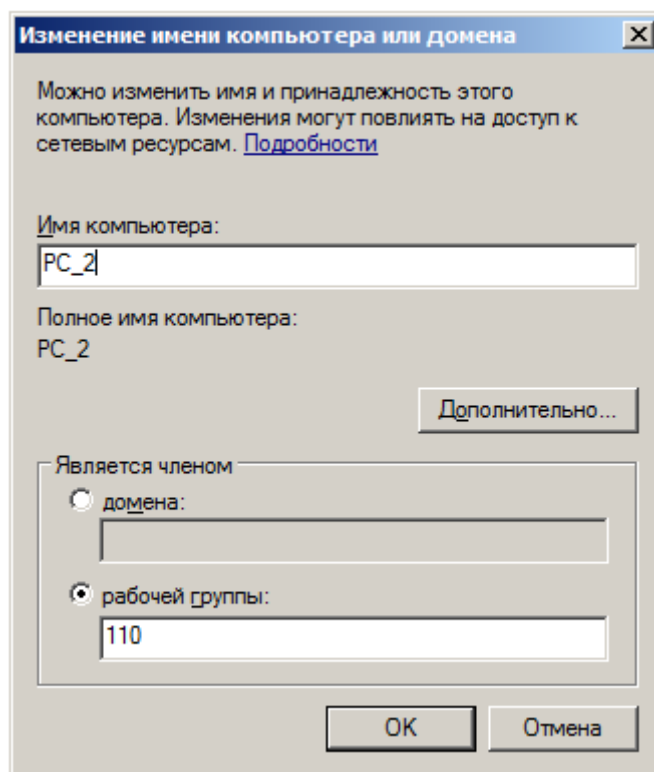 Изменение имени компьютера или домена
Можно изменить имя и принадлежность этого
компьютера. Изменения могут повлиять на доступ к
сетевым ресурсам. Подробности
Имя компьютера:
PC_2
Полное имя компьютера:
PC_2
Дополнительно...
Является членом
домена:
рабочей группы:
110
OK
Отмена